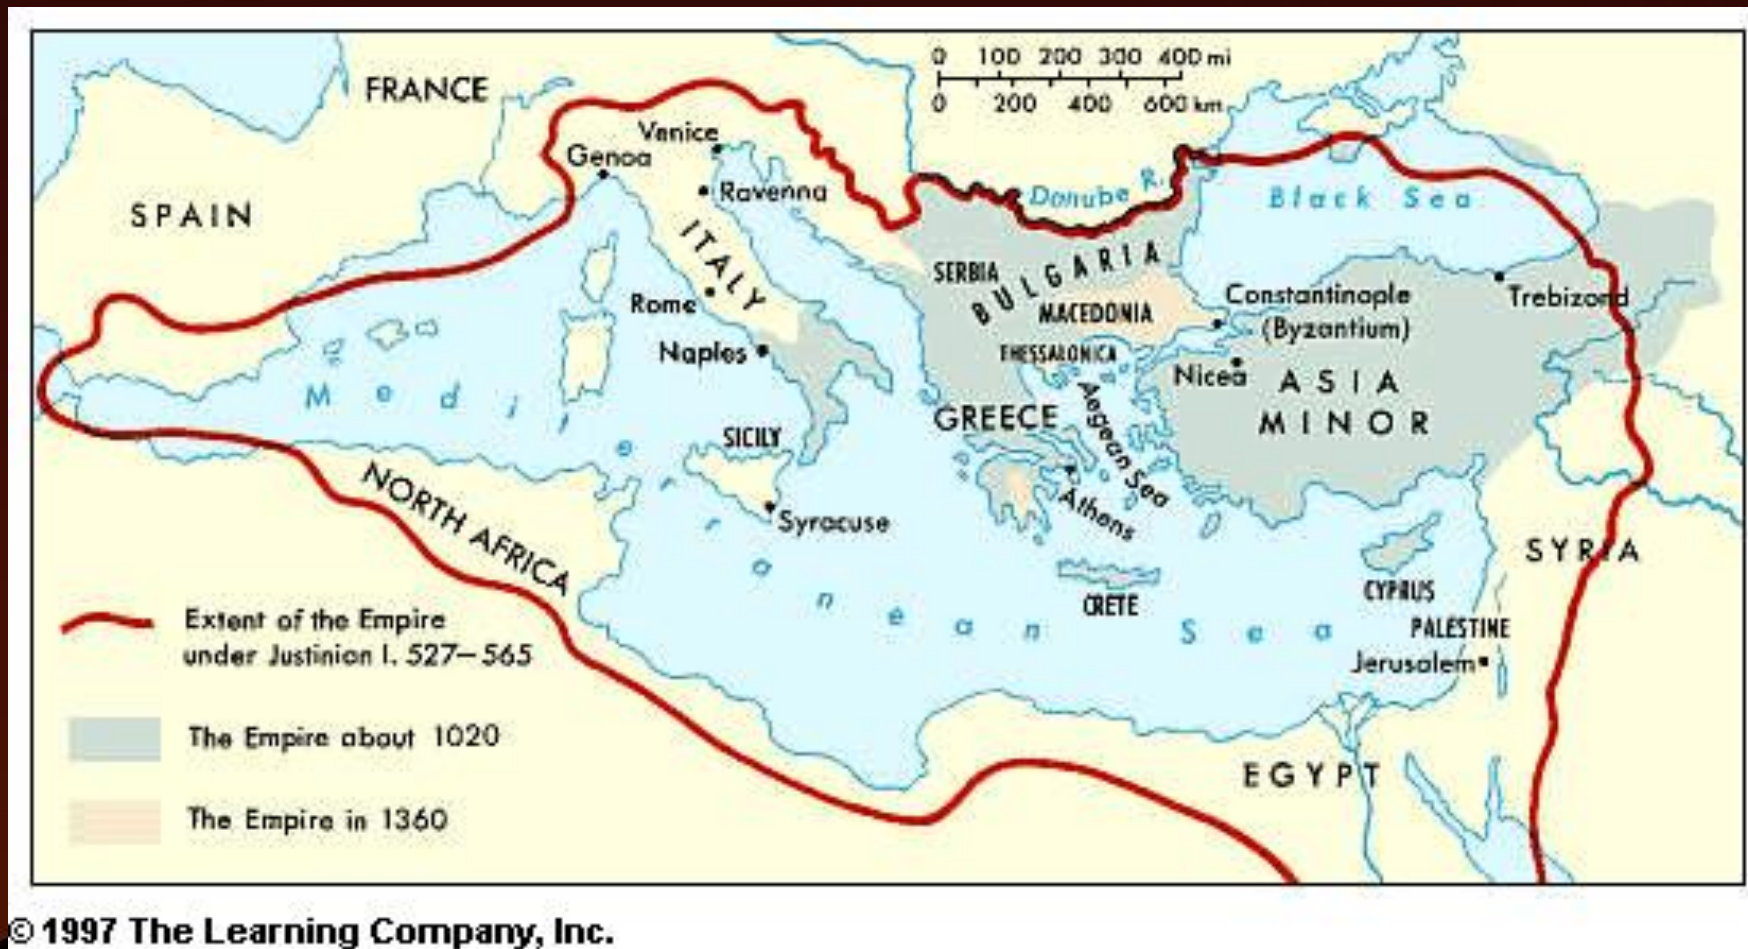 0 100 200 300 400 mi
0 200 400 600 km
FRANCE
Venice
Genoa
Ravenna
SPAIN
ITALY
Rome
Naples
Danube R.
Black Sea
SERBIA
BULGARIA
MACEDONIA
Constantinople
(Byzantium)
Trebizond
THESSALONICA
Nicea
ASIA
MINOR
GREECE
Aegean Sea
Athens
Mediterranean Sea
SICILY
Syracuse
NORTH AFRICA
CRETE
CYPRUS
SYRIA
PALESTINE
Jerusalem
EGYPT
Extent of the Empire
under Justinian I. 527–565
The Empire about 1020
The Empire in 1360
© 1997 The Learning Company, Inc.